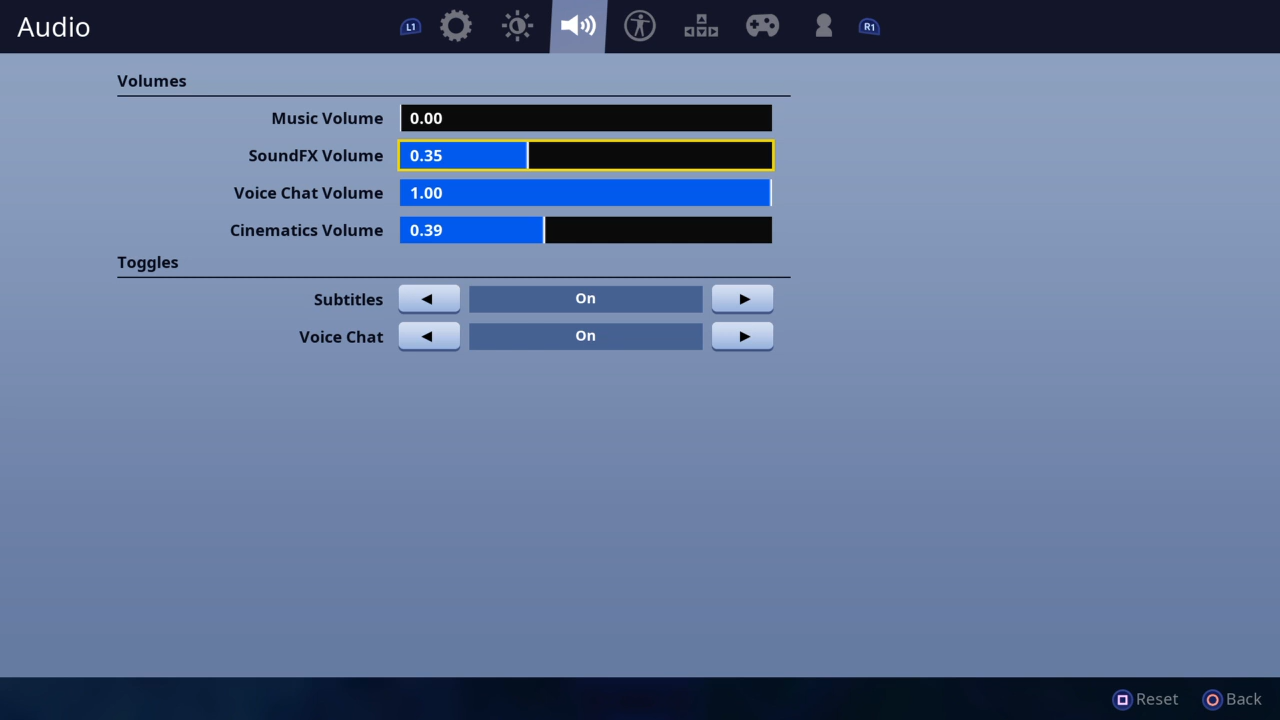 Audio
L1
R1
Volumes
Music Volume 0.00
SoundFX Volume 0.35
Voice Chat Volume 1.00
Cinematics Volume 0.39
Toggles
Subtitles On
Voice Chat On
Reset Back